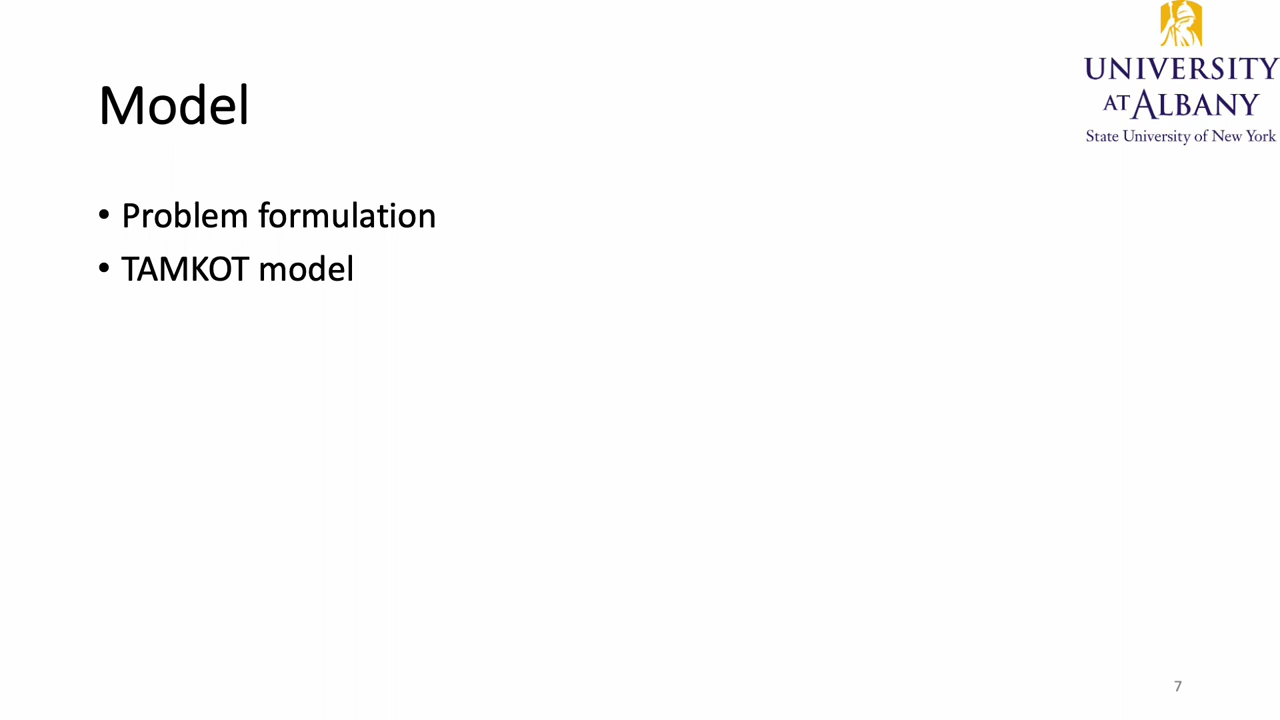 UNIVERSITY
AT ALBANY
State University of New York
Model
• Problem formulation
• TAMKOT model
7